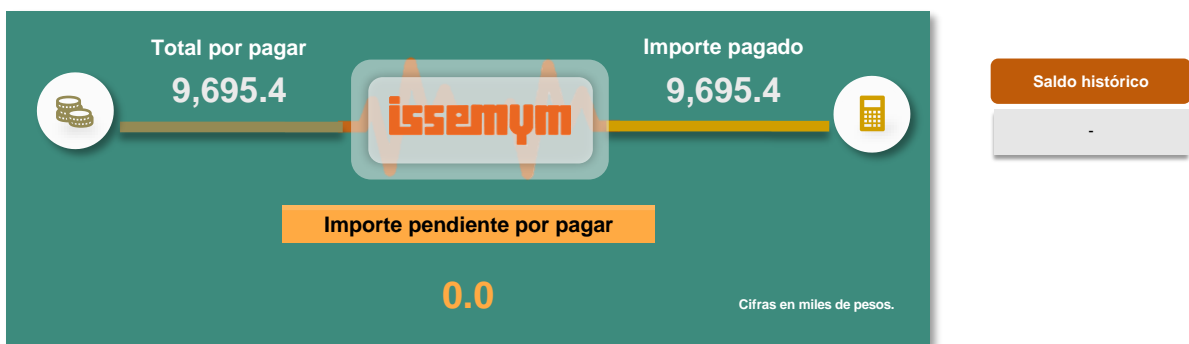 Total por pagar
9,695.4
issemym
Importe pagado
9,695.4
Importe pendiente por pagar
0.0
Cifras en miles de pesos.
Saldo histórico
-